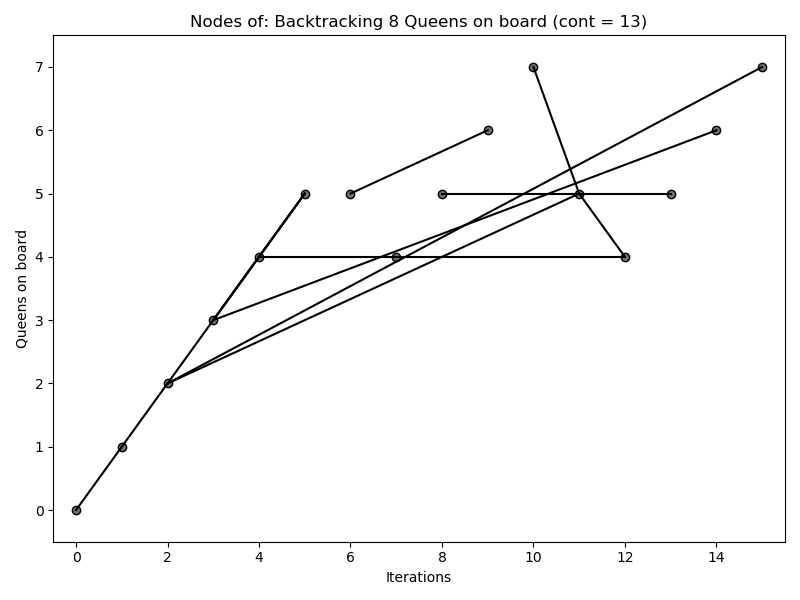 Nodes of: Backtracking 8 Queens on board (cont = 13)
7
6
5
4
3
2
1
0
Queens on board
0 2 4 6 8 10 12 14
Iterations